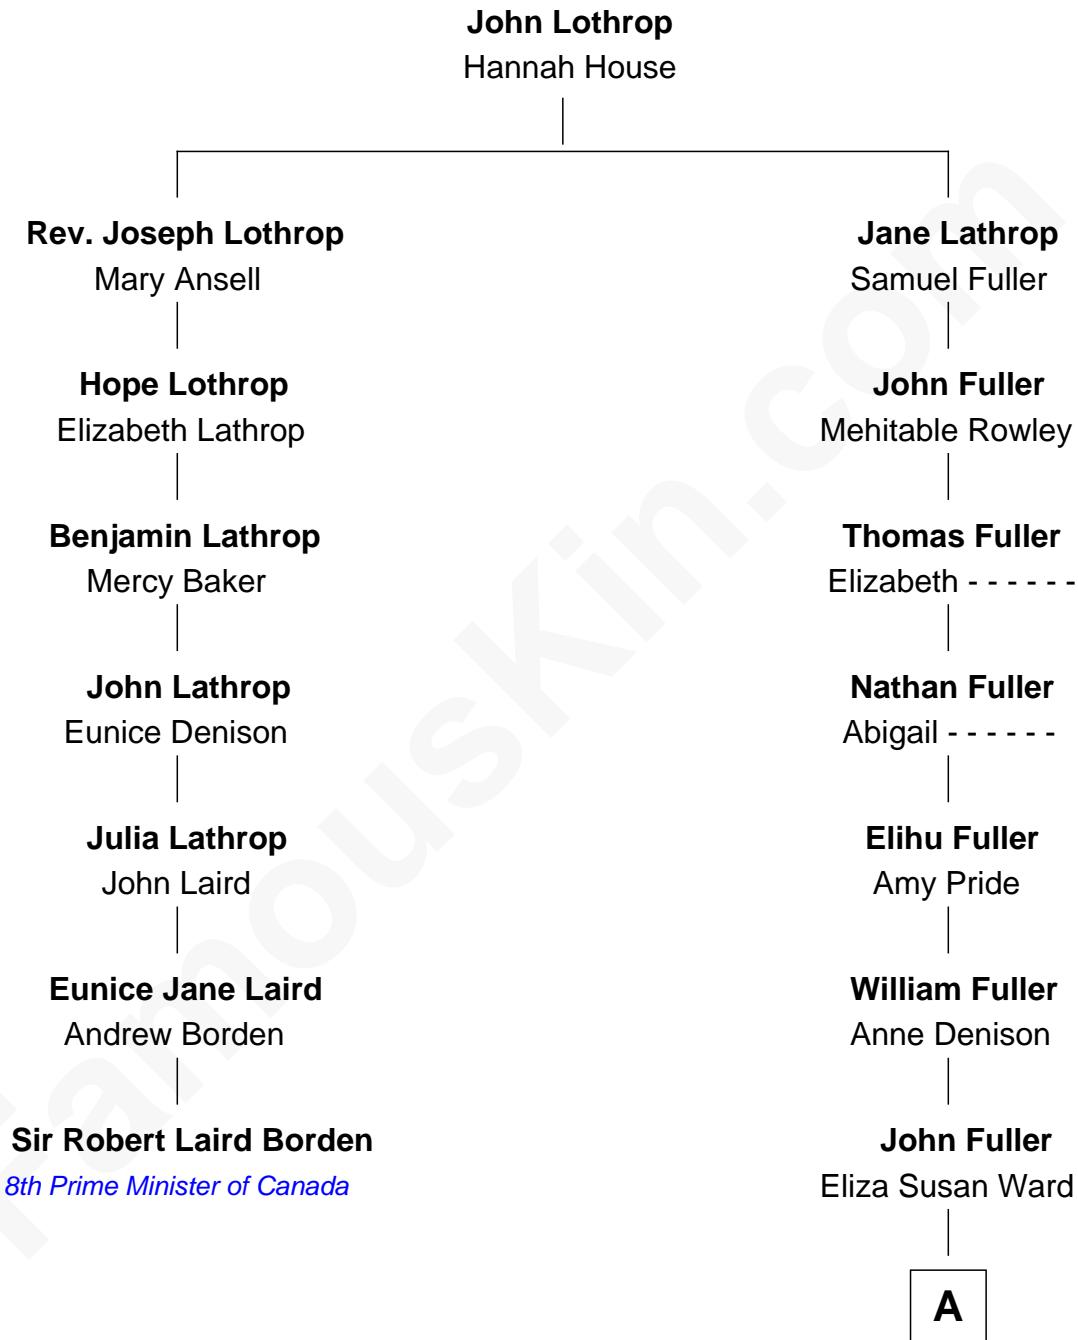 John Lothrop
Hannah House
Rev. Joseph Lothrop
Mary Ansell
Jane Lathrop
Samuel Fuller
Hope Lothrop
Elizabeth Lathrop
John Fuller
Mehitable Rowley
Benjamin Lathrop
Mercy Baker
Thomas Fuller
Elizabeth - - - - - -
John Lathrop
Eunice Denison
Nathan Fuller
Abigail - - - - - -
Julia Lathrop
John Laird
Elihu Fuller
Amy Pride
Eunice Jane Laird
Andrew Borden
William Fuller
Anne Denison
Sir Robert Laird Borden
8th Prime Minister of Canada
John Fuller
Eliza Susan Ward
A
FamousKin.com